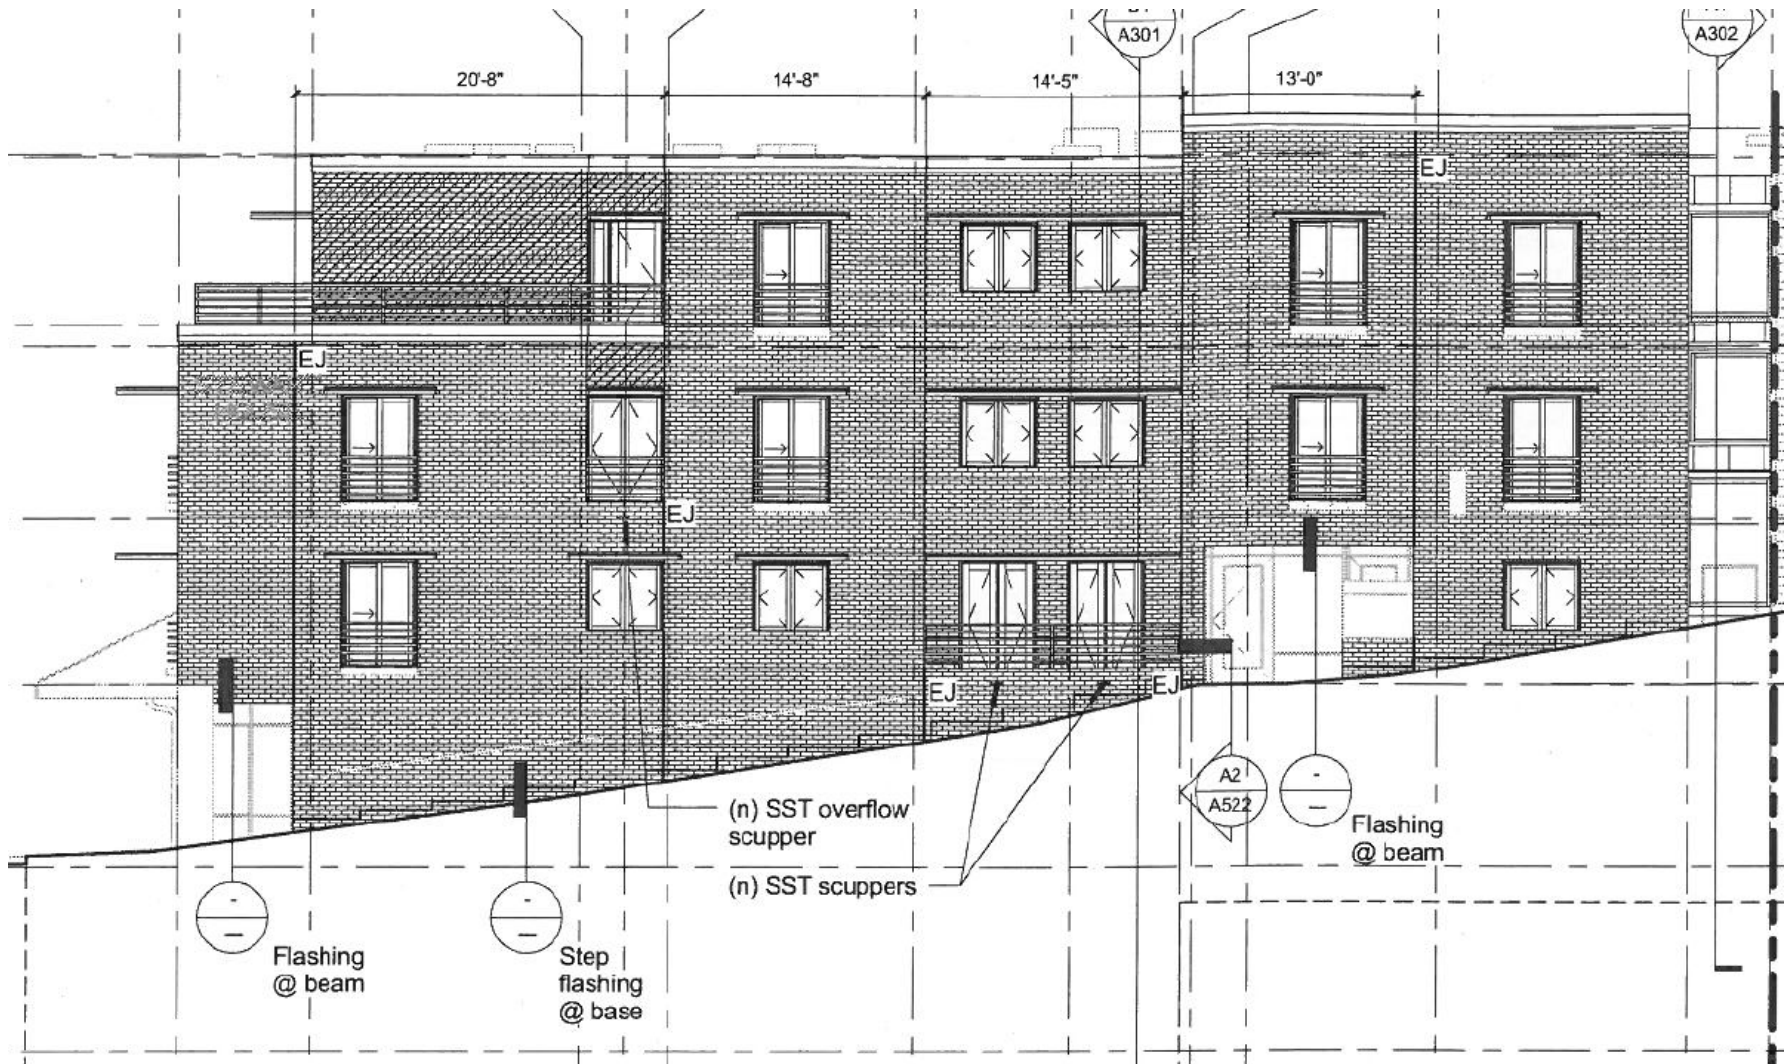 A301
A302
20'-8"
14'-8"
14'-5"
13'-0"
EJ
EJ
EJ
EJ
EJ
(n) SST overflow
scupper
(n) SST scuppers
A2
A522
-
Flashing
@ beam
-
Flashing
@ beam
-
Step
flashing
@ base